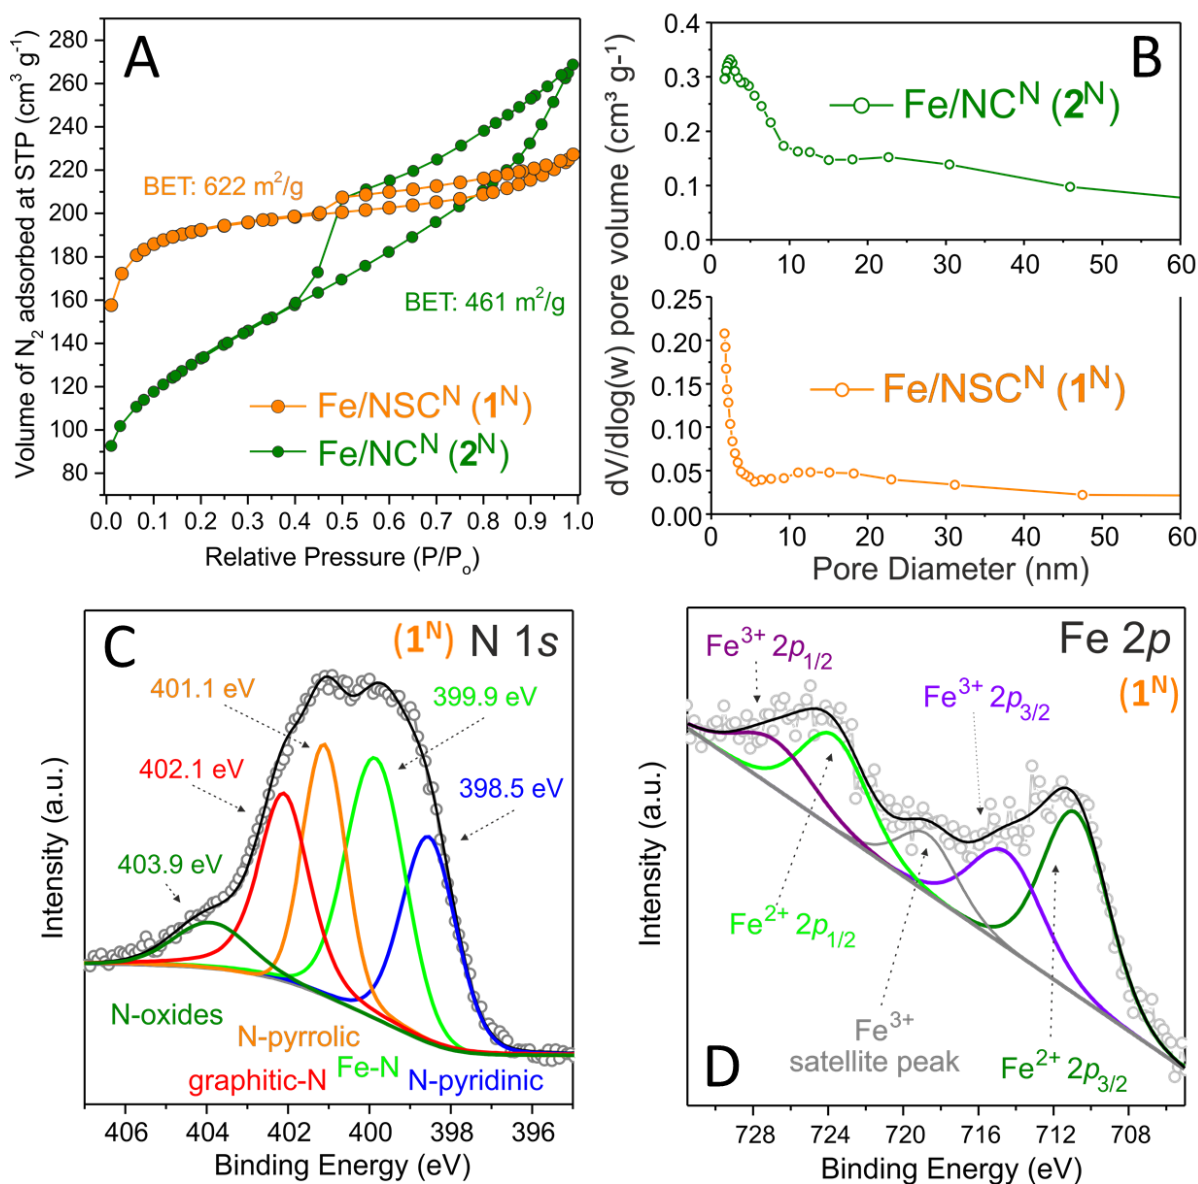 A
Volume of N₂ adsorbed at STP (cm³ g⁻¹)
280
260
240
220
200
180
160
140
120
100
80
BET: 622 m²/g
BET: 461 m²/g
Fe/NSCᴺ (1ᴺ)
Fe/NCᴺ (2ᴺ)
0.0 0.1 0.2 0.3 0.4 0.5 0.6 0.7 0.8 0.9 1.0
Relative Pressure (P/Pₒ)
B
dV/dlog(w) pore volume (cm³ g-¹)
0.4
0.3
0.2
0.1
0.0
Fe/NCᴺ (2ᴺ)
0 10 20 30 40 50 60
0.25
0.20
0.15
0.10
0.05
0.00
Fe/NSCᴺ (1ᴺ)
0 10 20 30 40 50 60
Pore Diameter (nm)
C
(1ᴺ) N 1s
401.1 eV
399.9 eV
402.1 eV
398.5 eV
403.9 eV
N-oxides
N-pyrrolic
Fe-N
graphitic-N
N-pyridinic
Intensity (a.u.)
406 404 402 400 398 396
Binding Energy (eV)
Fe 2p
(1ᴺ)
Fe³⁺ 2p₁/₂
Fe³⁺ 2p₃/₂
Fe²⁺ 2p₁/₂
Fe³⁺
satellite peak
Fe²⁺ 2p₃/₂
D
Intensity (a.u.)
728 724 720 716 712 708
Binding Energy (eV)